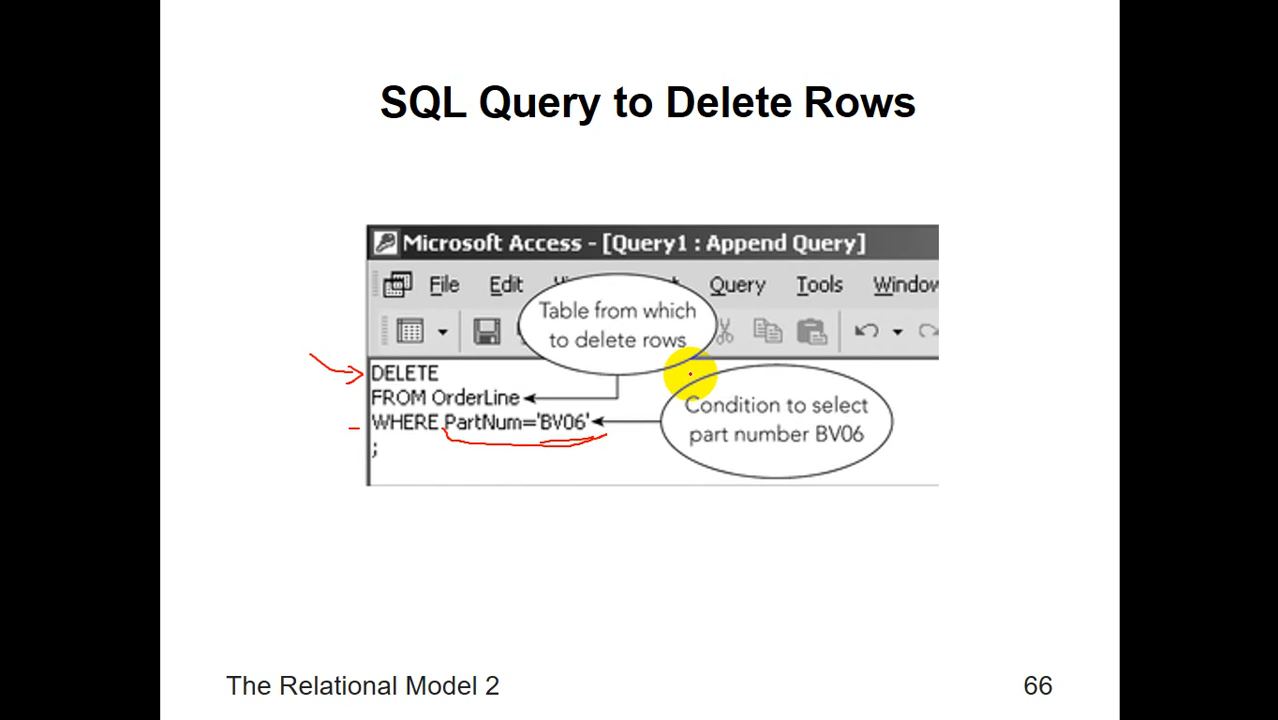 SQL Query to Delete Rows
Microsoft Access - [Query1 : Append Query]
File Edit Query Tools Window
Table from which
to delete rows
DELETE
FROM OrderLine
WHERE PartNum='BV06'
;
Condition to select
part number BV06
The Relational Model 2
66